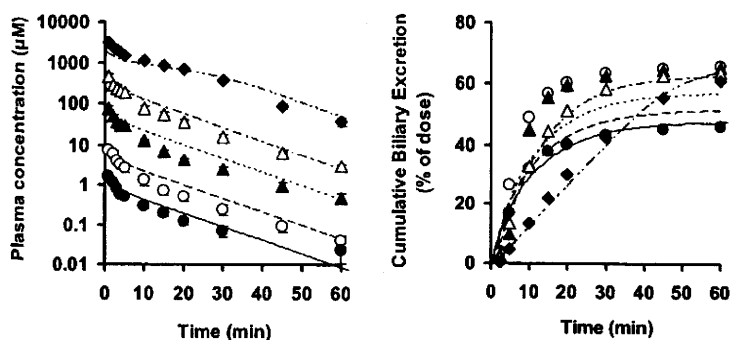 Plasma concentration (µM)
10000
1000
100
10
1
0.1
0.01
0 10 20 30 40 50 60
Time (min)
Cumulative Biliary Excretion
(% of dose)
80
60
40
20
0
0 10 20 30 40 50 60
Time (min)